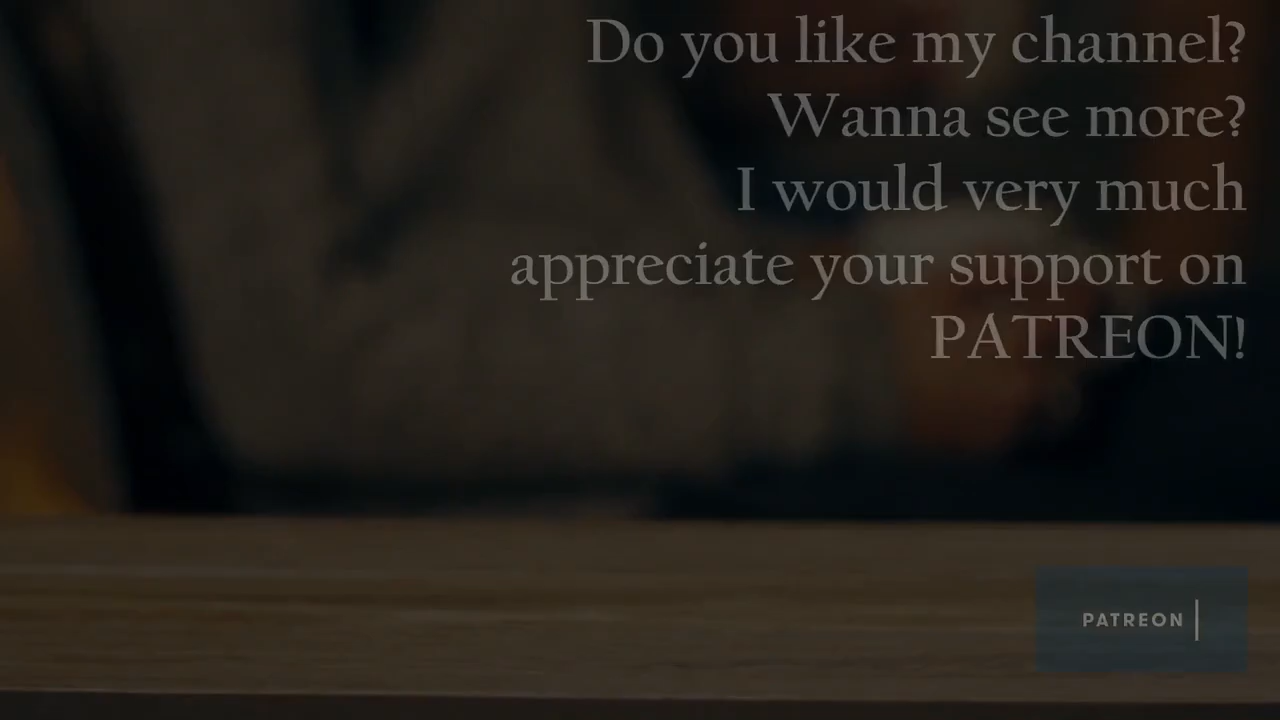 Do you like my channel?
Wanna see more?
I would very much
appreciate your support on
PATREON!
PATREON